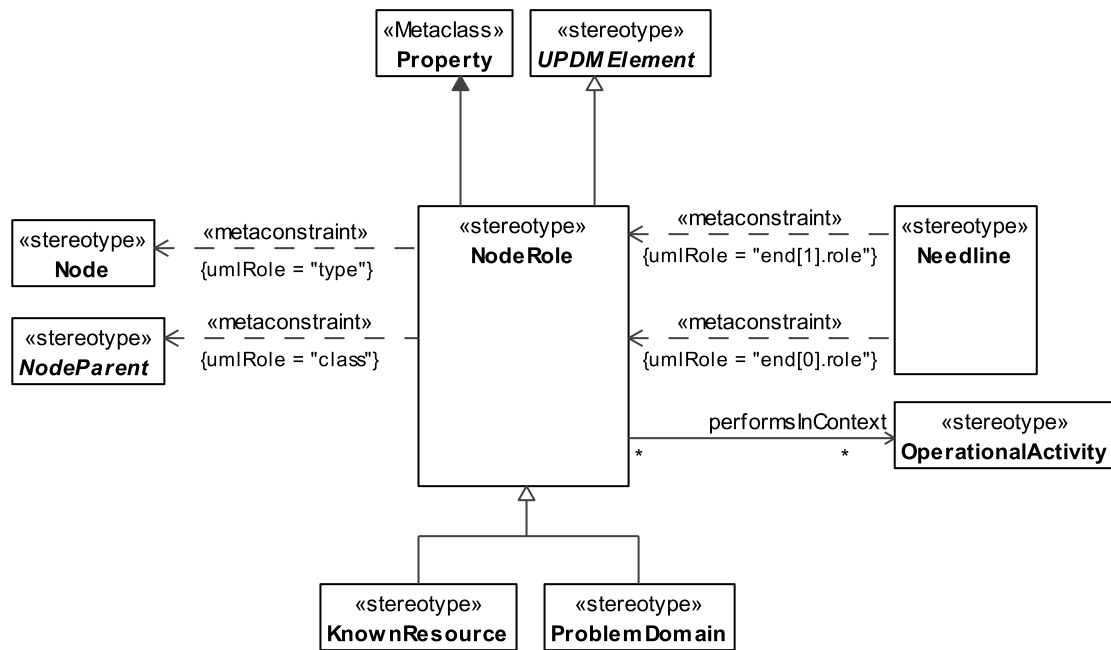 «Metaclass»
Property
«stereotype»
UPDMElement
«stereotype»
Node
«metaconstraint»
{umlRole = "type"}
«stereotype»
NodeRole
«metaconstraint»
{umlRole = "end[1].role"}
«stereotype»
Needline
«stereotype»
NodeParent
«metaconstraint»
{umlRole = "class"}
«metaconstraint»
{umlRole = "end[0].role"}
performsInContext
* *
«stereotype»
OperationalActivity
«stereotype»
KnownResource
«stereotype»
ProblemDomain